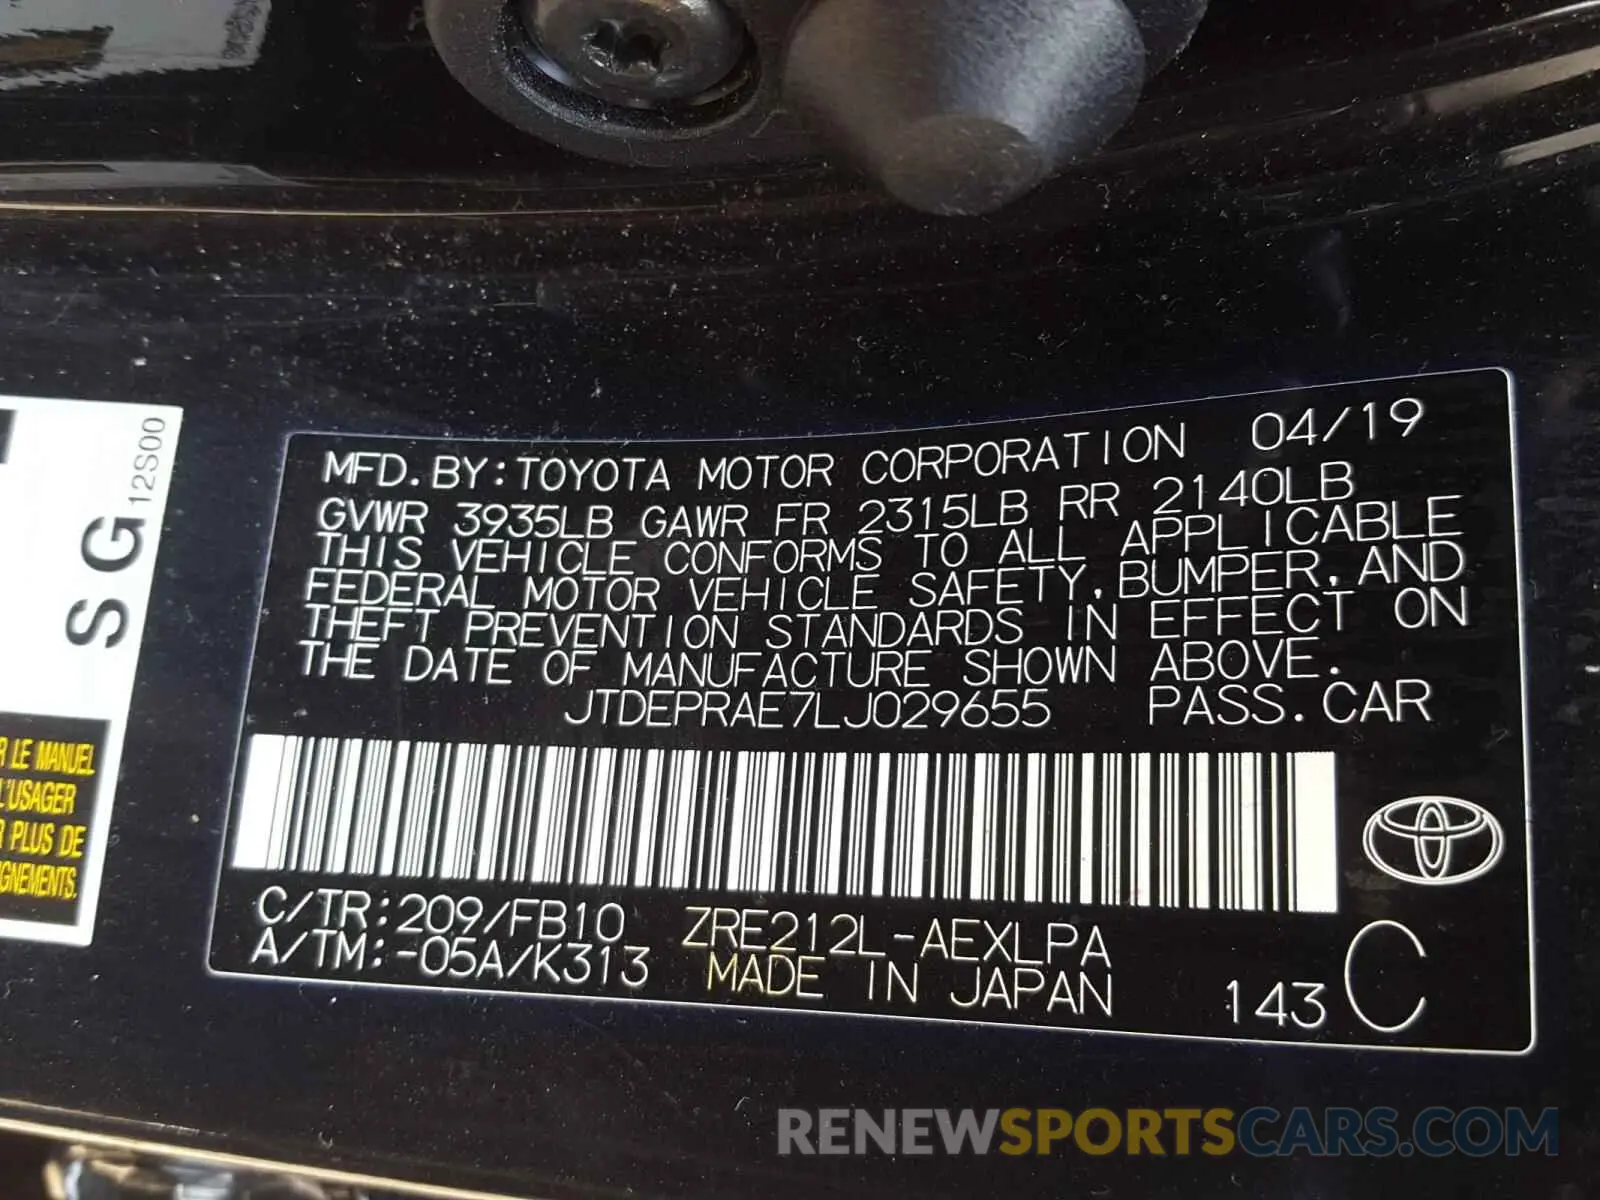 MFD.BY:TOYOTA MOTOR CORPORATION 04/19
GVWR 3935LB GAWR FR 2315LB RR 2140LB
THIS VEHICLE CONFORMS TO ALL APPLICABLE
FEDERAL MOTOR VEHICLE SAFETY,BUMPER,AND
THEFT PREVENTION STANDARDS IN EFFECT ON
THE DATE OF MANUFACTURE SHOWN ABOVE.
JTDEPRAE7LJ029655 PASS.CAR
C/TR:209/FB10 ZRE212L-AEXLPA
A/TM:-05A/K313 MADE IN JAPAN
143 C
SG
12S00
R LE MANUEL
L'USAGER
R PLUS DE
IGNEMENTS.
RENEWSPORTSCARS.COM